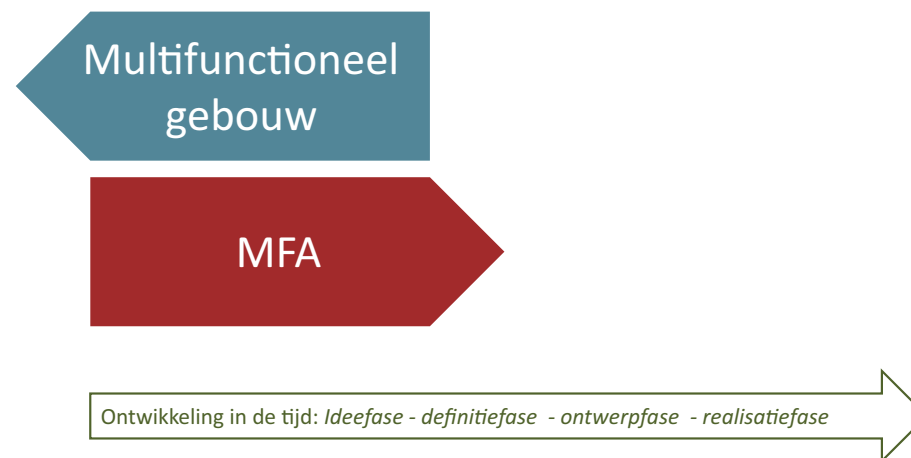 Multifunctioneel
gebouw
MFA
Ontwikkeling in de tijd: Ideefase - definitiefase - ontwerpfase - realisatiefase